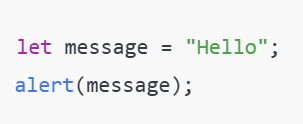 let message = "Hello";
alert(message);